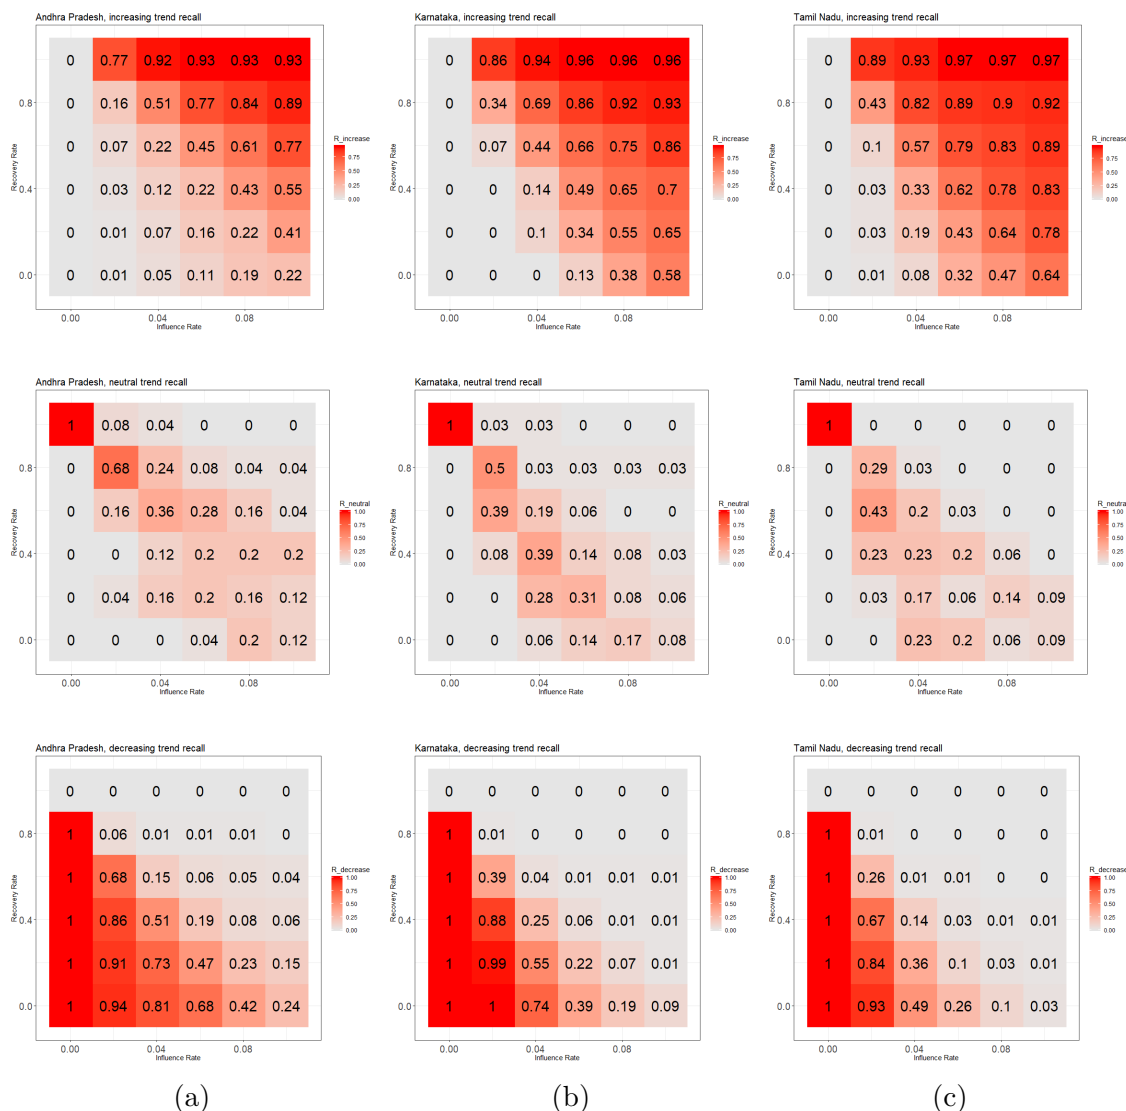 Andhra Pradesh, increasing trend recall
0 0.77 0.92 0.93 0.93 0.93
0.8 0 0.16 0.51 0.77 0.84 0.89
0 0.07 0.22 0.45 0.61 0.77
0.4 0 0.03 0.12 0.22 0.43 0.55
0 0.01 0.07 0.16 0.22 0.41
0.0 0 0.01 0.05 0.11 0.19 0.22
0.00 0.04 0.08
Influence Rate
Recovery Rate
R_increase
0.75
0.50
0.25
0.00
Karnataka, increasing trend recall
0 0.86 0.94 0.96 0.96 0.96
0.8 0 0.34 0.69 0.86 0.92 0.93
0 0.07 0.44 0.66 0.75 0.86
0.4 0 0 0.14 0.49 0.65 0.7
0 0 0.1 0.34 0.55 0.65
0.0 0 0 0 0.13 0.38 0.58
0.00 0.04 0.08
Influence Rate
Recovery Rate
R_increase
0.75
0.50
0.25
0.00
Tamil Nadu, increasing trend recall
0 0.89 0.93 0.97 0.97 0.97
0.8 0 0.43 0.82 0.89 0.9 0.92
0 0.1 0.57 0.79 0.83 0.89
0.4 0 0.03 0.33 0.62 0.78 0.83
0 0.03 0.19 0.43 0.64 0.78
0.0 0 0.01 0.08 0.32 0.47 0.64
0.00 0.04 0.08
Influence Rate
Recovery Rate
R_increase
0.75
0.50
0.25
0.00
Andhra Pradesh, neutral trend recall
1 0.08 0.04 0 0 0
0.8 0 0.68 0.24 0.08 0.04 0.04
0 0.16 0.36 0.28 0.16 0.04
0.4 0 0 0.12 0.2 0.2 0.2
0 0.04 0.16 0.2 0.16 0.12
0.0 0 0 0 0.04 0.2 0.12
0.00 0.04 0.08
Influence Rate
Recovery Rate
R_neutral
1.00
0.75
0.50
0.25
0.00
Karnataka, neutral trend recall
1 0.03 0.03 0 0 0
0.8 0 0.5 0.03 0.03 0.03 0.03
0 0.39 0.19 0.06 0 0
0.4 0 0.08 0.39 0.14 0.08 0.03
0 0 0.28 0.31 0.08 0.06
0.0 0 0 0.06 0.14 0.17 0.08
0.00 0.04 0.08
Influence Rate
Recovery Rate
R_neutral
1.00
0.75
0.50
0.25
0.00
Tamil Nadu, neutral trend recall
1 0 0 0 0 0
0.8 0 0.29 0.03 0 0 0
0 0.43 0.2 0.03 0 0
0.4 0 0.23 0.23 0.2 0.06 0
0 0.03 0.17 0.06 0.14 0.09
0.0 0 0 0.23 0.2 0.06 0.09
0.00 0.04 0.08
Influence Rate
Recovery Rate
R_neutral
1.00
0.75
0.50
0.25
0.00
Andhra Pradesh, decreasing trend recall
0 0 0 0 0 0
0.8 1 0.06 0.01 0.01 0.01 0
1 0.68 0.15 0.06 0.05 0.04
0.4 1 0.86 0.51 0.19 0.08 0.06
1 0.91 0.73 0.47 0.23 0.15
0.0 1 0.94 0.81 0.68 0.42 0.24
0.00 0.04 0.08
Influence Rate
Recovery Rate
R_decrease
1.00
0.75
0.50
0.25
0.00
Karnataka, decreasing trend recall
0 0 0 0 0 0
0.8 1 0.01 0 0 0 0
1 0.39 0.04 0.01 0.01 0.01
0.4 1 0.88 0.25 0.06 0.01 0.01
1 0.99 0.55 0.22 0.07 0.01
0.0 1 1 0.74 0.39 0.19 0.09
0.00 0.04 0.08
Influence Rate
Recovery Rate
R_decrease
1.00
0.75
0.50
0.25
0.00
Tamil Nadu, decreasing trend recall
0 0 0 0 0 0
0.8 1 0.01 0 0 0 0
1 0.26 0.01 0.01 0 0
0.4 1 0.67 0.14 0.03 0.01 0.01
1 0.84 0.36 0.1 0.03 0.01
0.0 1 0.93 0.49 0.26 0.1 0.03
0.00 0.04 0.08
Influence Rate
Recovery Rate
R_decrease
1.00
0.75
0.50
0.25
0.00
(a) (b) (c)